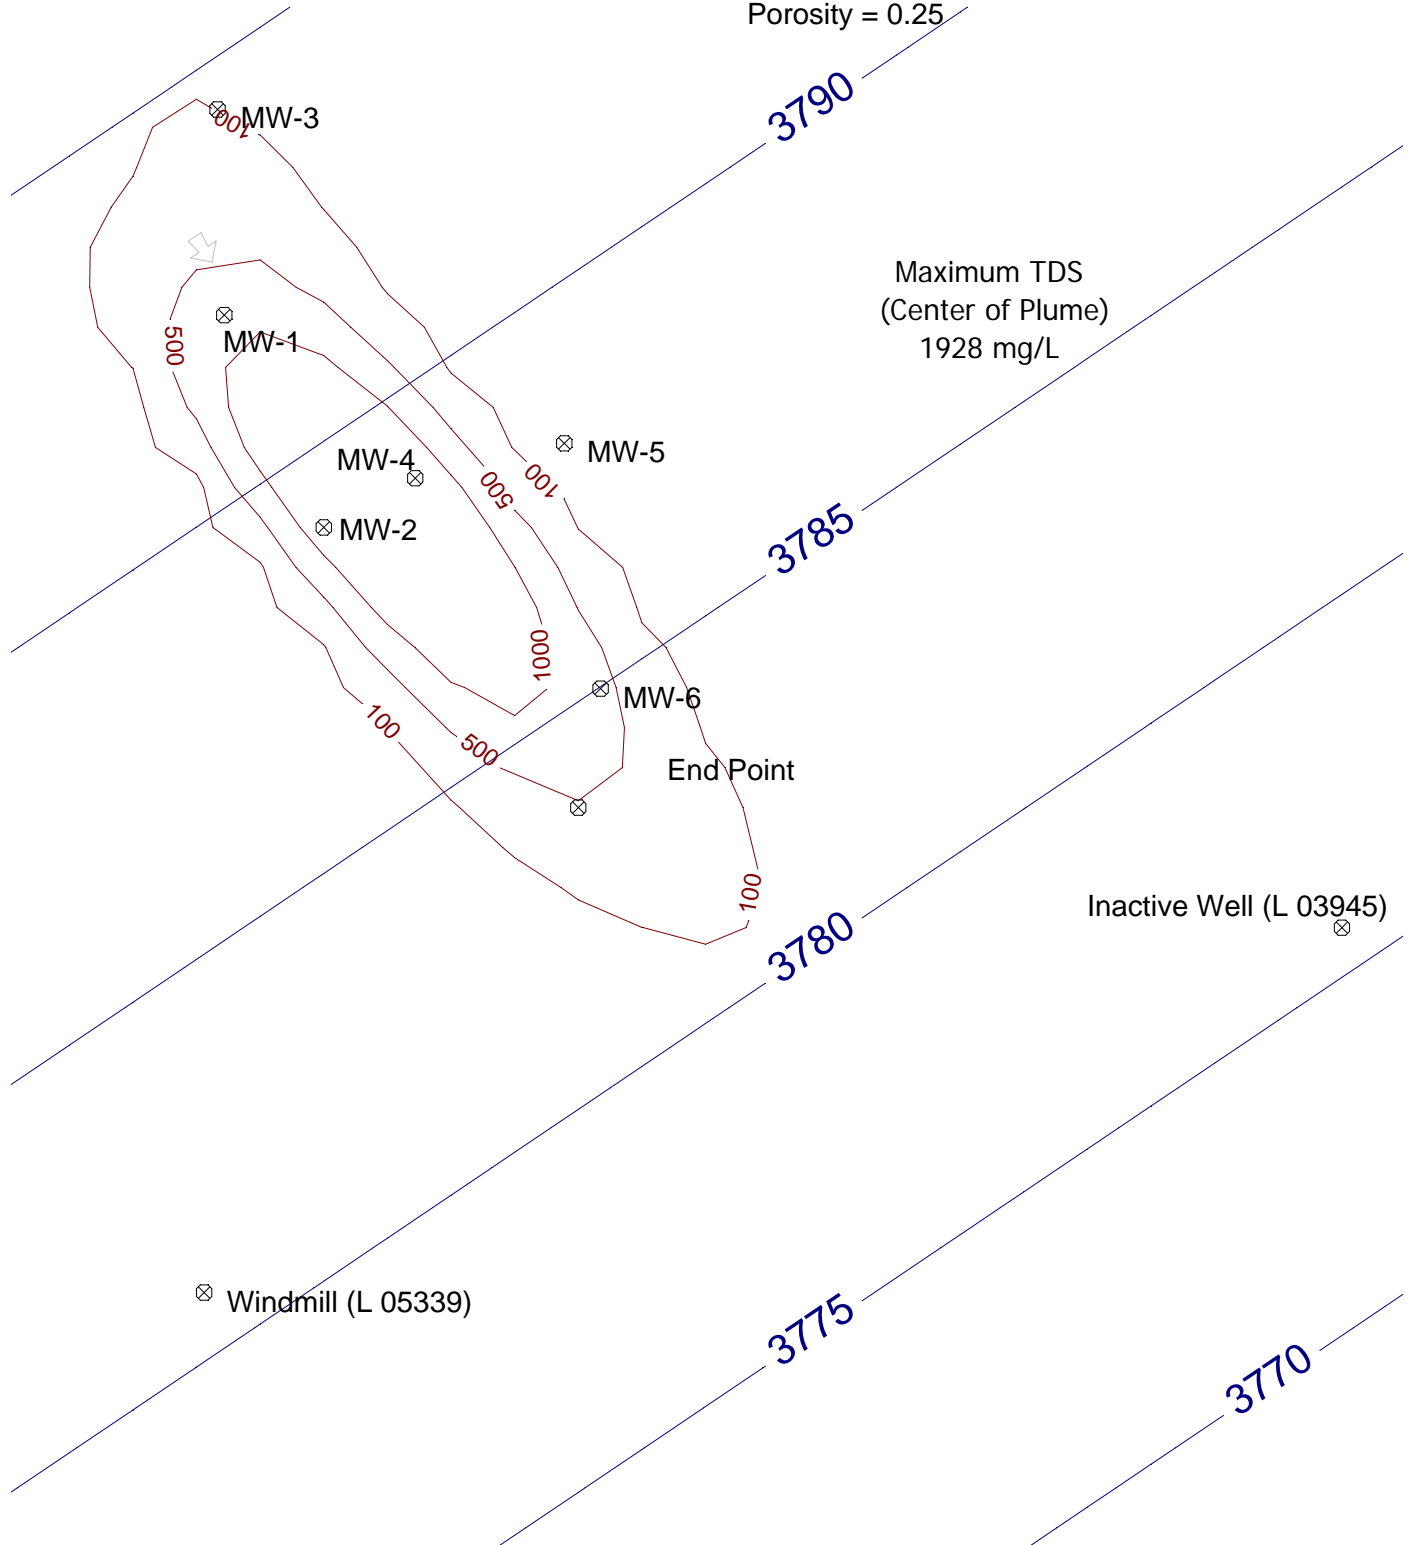 Porosity = 0.25
3790
MW-3
100
Maximum TDS
(Center of Plume)
1928 mg/L
500
MW-1
MW-4
MW-5
500
100
MW-2
3785
1000
MW-6
100
500
End Point
100
3780
Inactive Well (L 03945)
Windmill (L 05339)
3775
3770